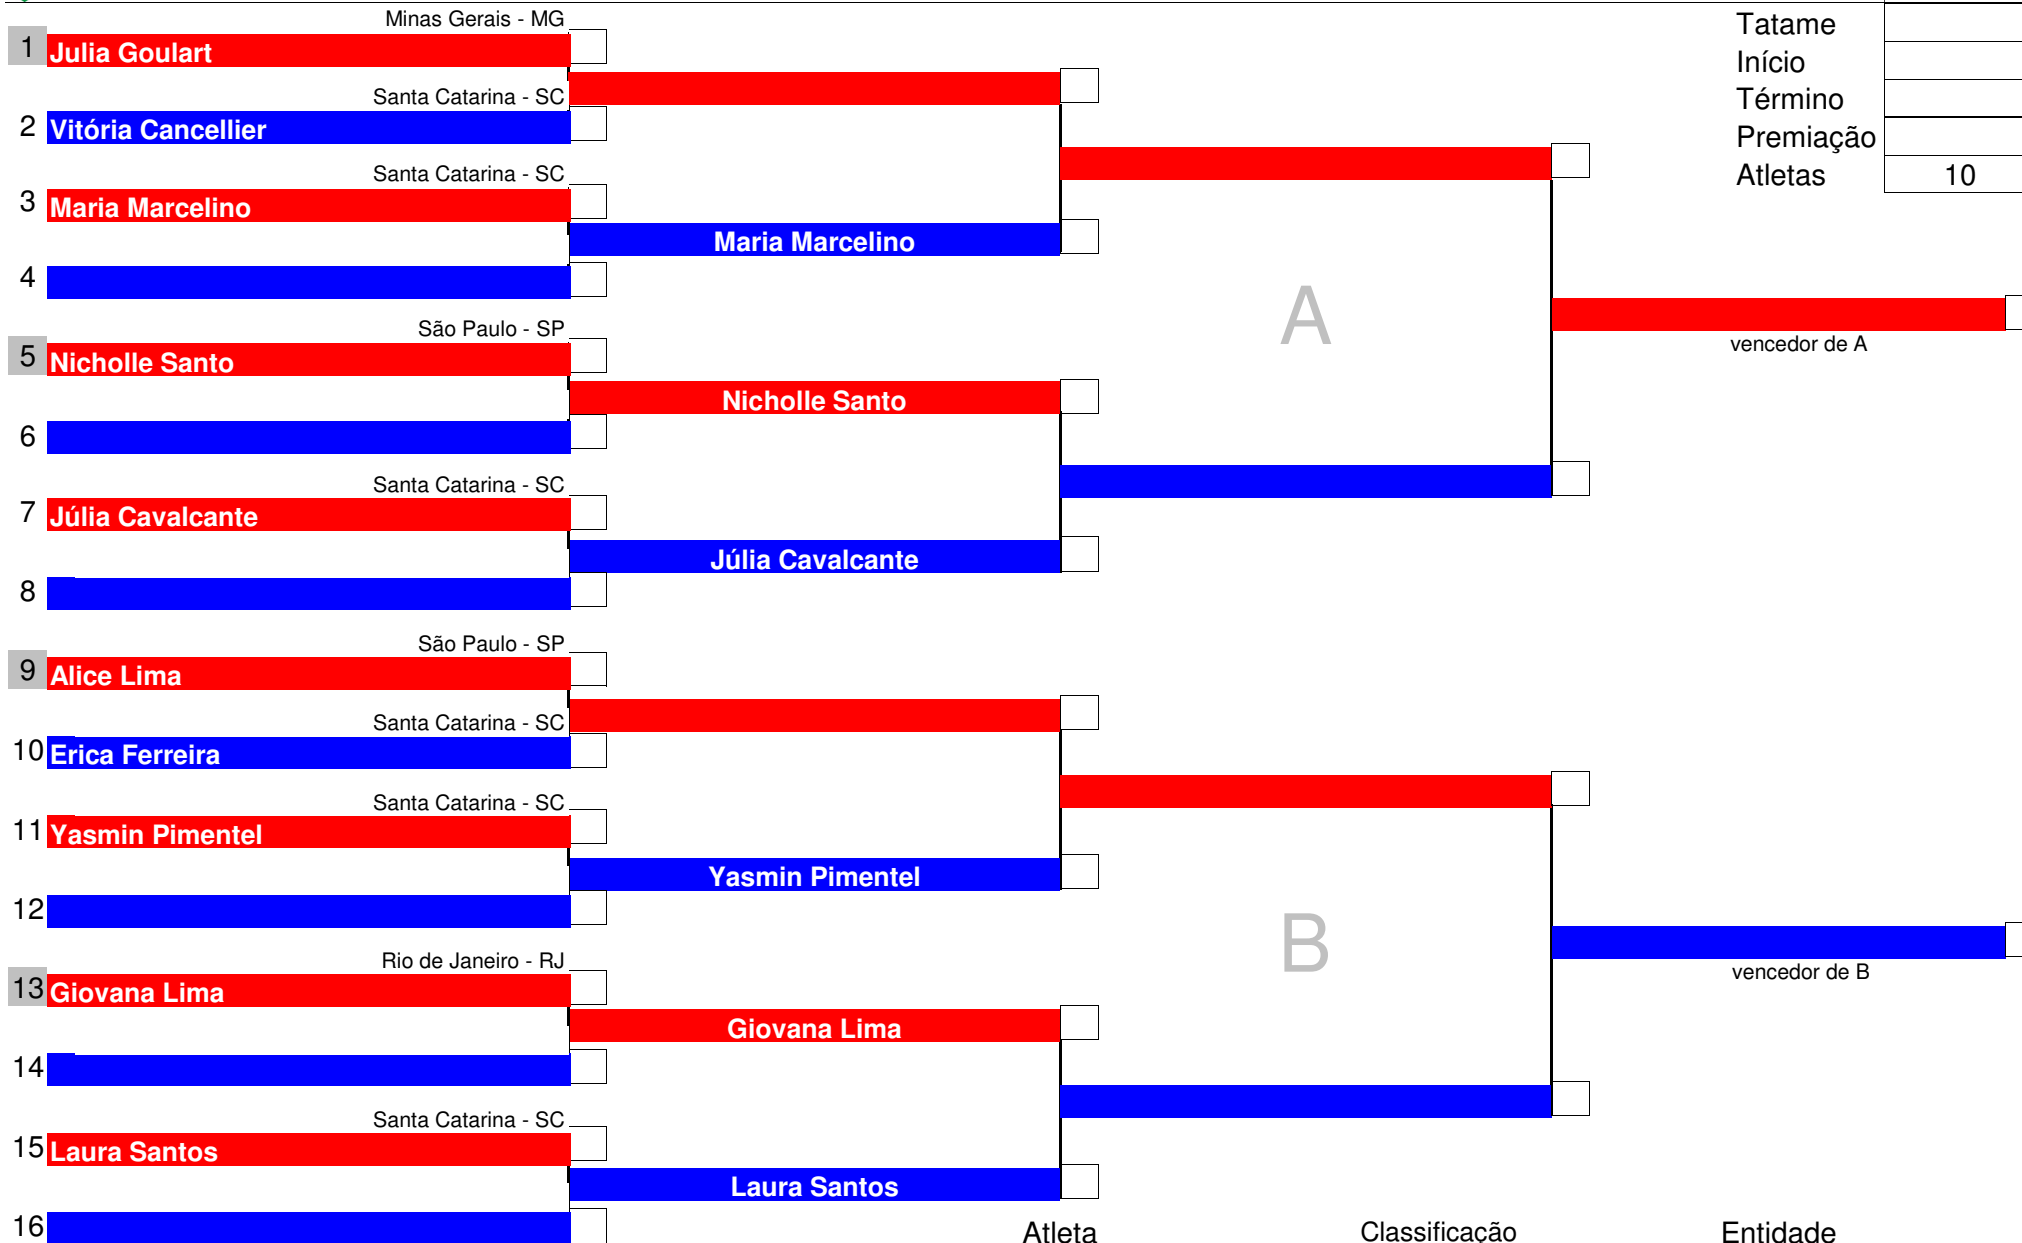 Minas Gerais - MG
1 Julia Goulart
Santa Catarina - SC
2 Vitória Cancellier
Santa Catarina - SC
3 Maria Marcelino
Maria Marcelino
4
São Paulo - SP
5 Nicholle Santo
Nicholle Santo
6
Santa Catarina - SC
7 Júlia Cavalcante
Júlia Cavalcante
8
São Paulo - SP
9 Alice Lima
Santa Catarina - SC
10 Erica Ferreira
Santa Catarina - SC
11 Yasmin Pimentel
Yasmin Pimentel
12
Rio de Janeiro - RJ
13 Giovana Lima
Giovana Lima
14
Santa Catarina - SC
15 Laura Santos
Laura Santos
16
A
vencedor de A
B
vencedor de B
Tatame
Início
Término
Premiação
Atletas 10
Atleta Classificação Entidade